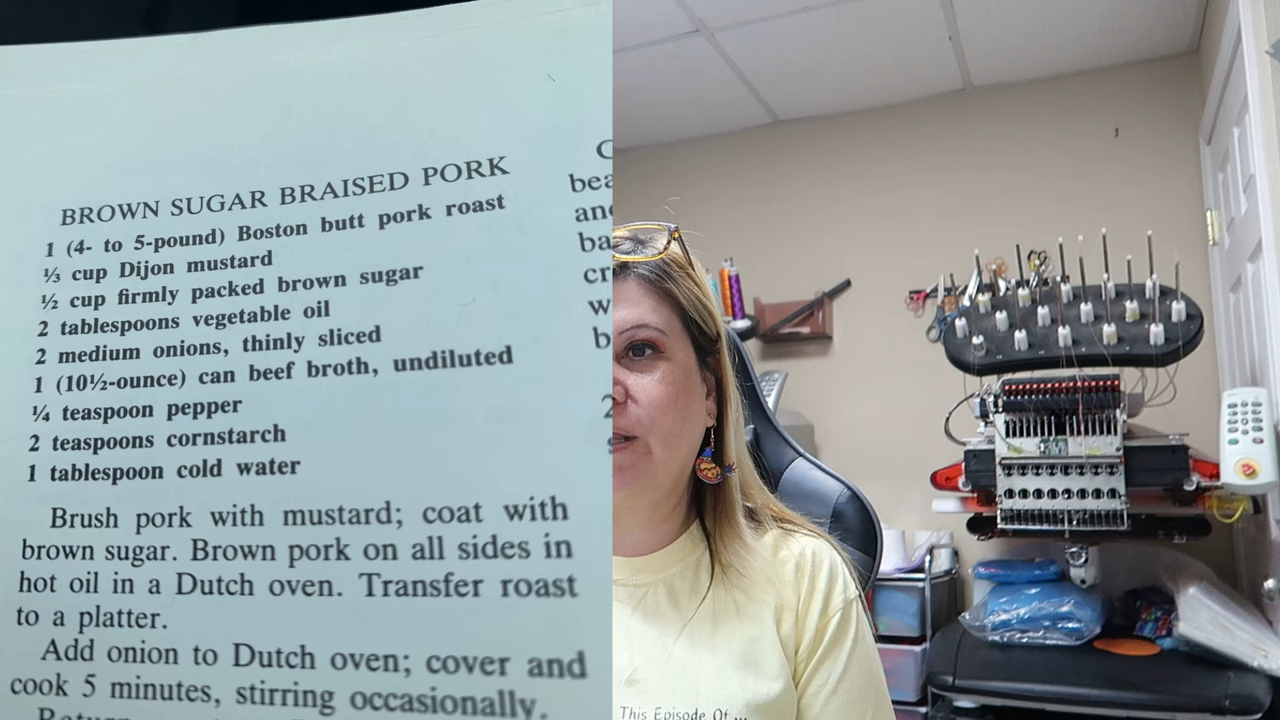 BROWN SUGAR BRAISED PORK
1 (4- to 5-pound) Boston butt pork roast
⅓ cup Dijon mustard
½ cup firmly packed brown sugar
2 tablespoons vegetable oil
2 medium onions, thinly sliced
1 (10½-ounce) can beef broth, undiluted
¼ teaspoon pepper
2 teaspoons cornstarch
1 tablespoon cold water
Brush pork with mustard; coat with
brown sugar. Brown pork on all sides in
hot oil in a Dutch oven. Transfer roast
to a platter.
Add onion to Dutch oven; cover and
cook 5 minutes, stirring occasionally.
This Episode Of...